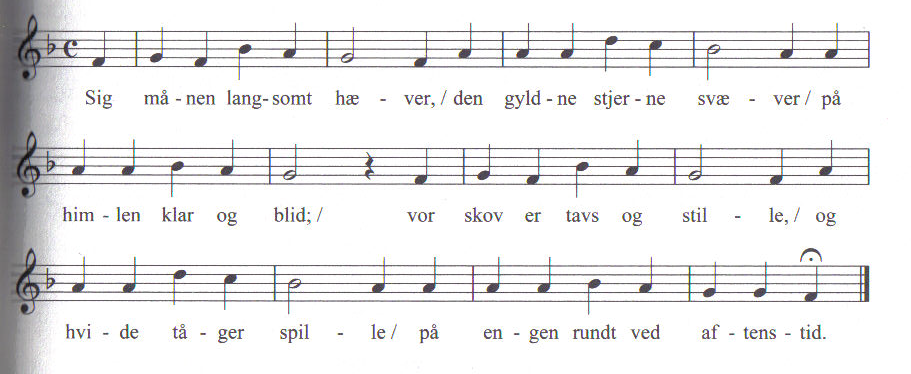 Sig må - nen lang - somt hæ - ver, / den gyld - ne stjer - ne svæ - ver / på
him - len klar og blid; / vor skov er tavs og stil - le, / og
hvi - de tå - ger spil - le / på en - gen rundt ved af - tens - tid.